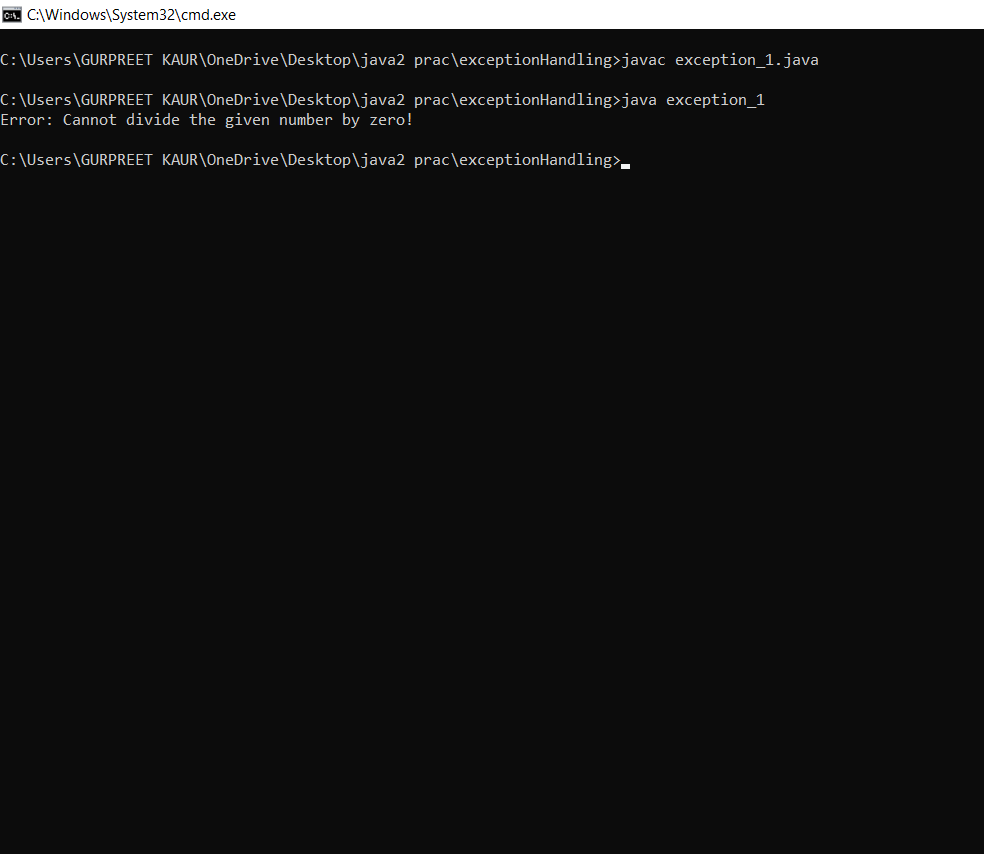 C:\Windows\System32\cmd.exe
C:\Users\GURPREET KAUR\OneDrive\Desktop\java2 prac\exceptionHandling>javac exception_1.java
C:\Users\GURPREET KAUR\OneDrive\Desktop\java2 prac\exceptionHandling>java exception_1
Error: Cannot divide the given number by zero!
C:\Users\GURPREET KAUR\OneDrive\Desktop\java2 prac\exceptionHandling>